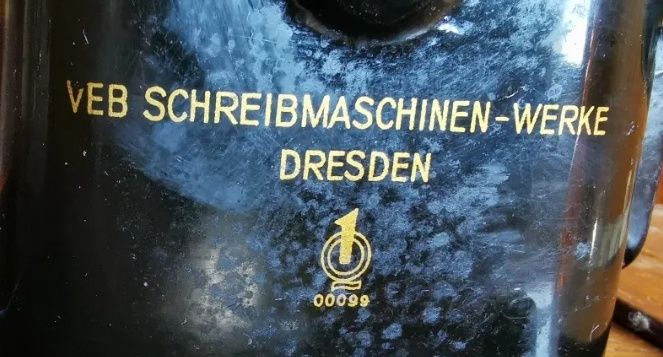 VEB SCHREIBMASCHINEN-WERKE
DRESDEN
1
00099